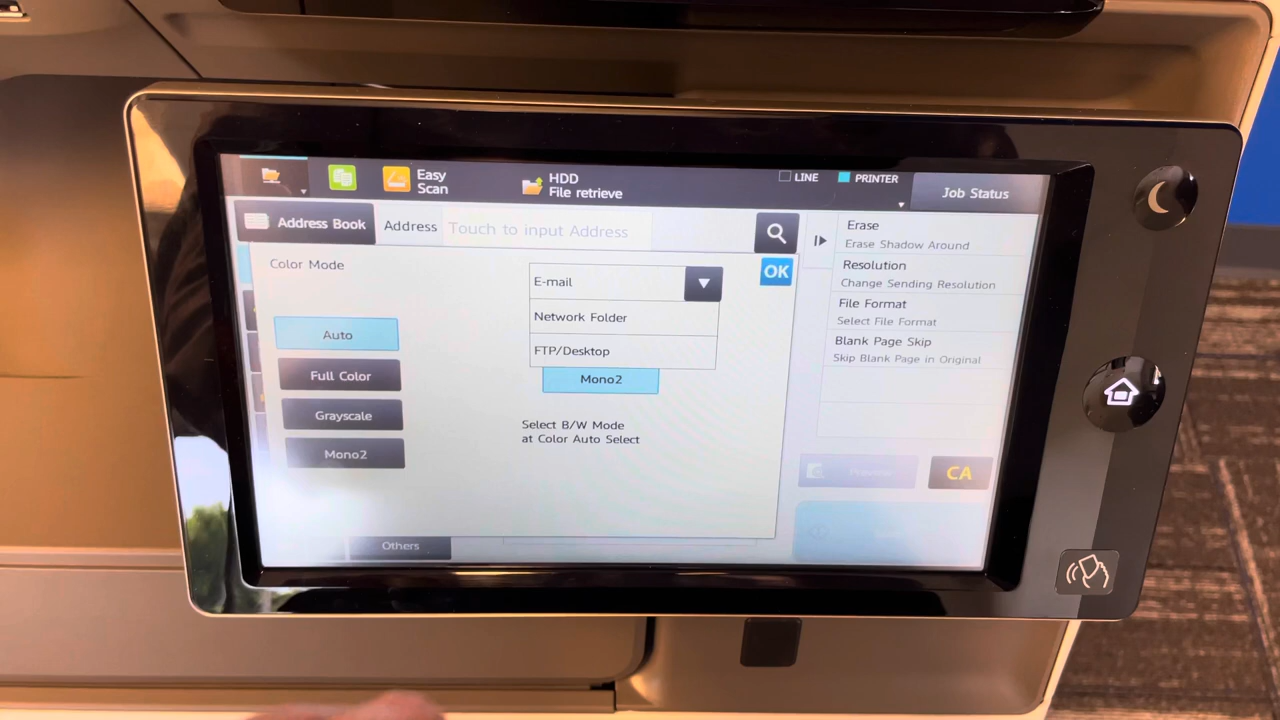 Easy
Scan
HDD
File retrieve
LINE
PRINTER
Job Status
Address Book
Address
Touch to input Address
Color Mode
OK
E-mail
Network Folder
FTP/Desktop
Auto
Full Color
Grayscale
Mono2
Mono2
Select B/W Mode
at Color Auto Select
Others
Erase
Erase Shadow Around
Resolution
Change Sending Resolution
File Format
Select File Format
Blank Page Skip
Skip Blank Page in Original
Preview
CA